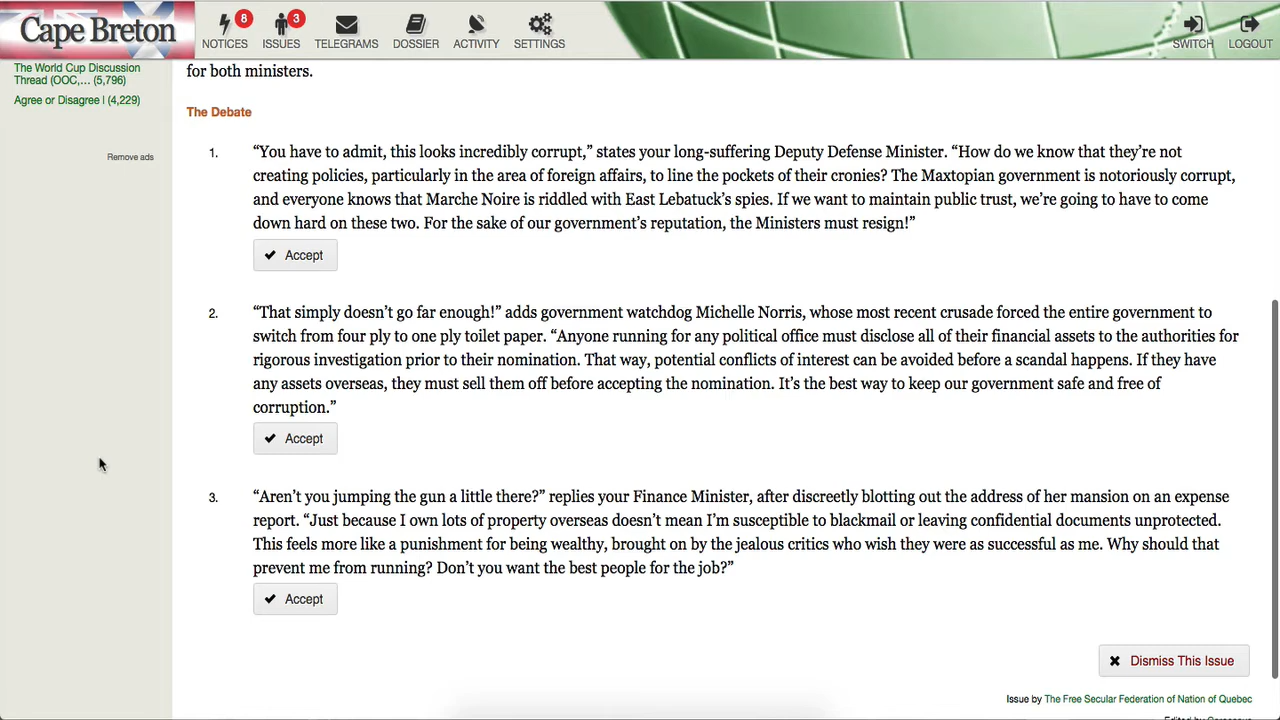 Cape Breton
8
3
NOTICES ISSUES TELEGRAMS DOSSIER ACTIVITY SETTINGS SWITCH LOGOUT
The World Cup Discussion
Thread (OOC,... (5,796)
Agree or Disagree I (4,229)
Remove ads
for both ministers.
The Debate
1. “You have to admit, this looks incredibly corrupt,” states your long-suffering Deputy Defense Minister. “How do we know that they’re not
creating policies, particularly in the area of foreign affairs, to line the pockets of their cronies? The Maxtopian government is notoriously corrupt,
and everyone knows that Marche Noire is riddled with East Lebatuck’s spies. If we want to maintain public trust, we’re going to have to come
down hard on these two. For the sake of our government’s reputation, the Ministers must resign!”
Accept
2. “That simply doesn’t go far enough!” adds government watchdog Michelle Norris, whose most recent crusade forced the entire government to
switch from four ply to one ply toilet paper. “Anyone running for any political office must disclose all of their financial assets to the authorities for
rigorous investigation prior to their nomination. That way, potential conflicts of interest can be avoided before a scandal happens. If they have
any assets overseas, they must sell them off before accepting the nomination. It’s the best way to keep our government safe and free of
corruption.”
Accept
3. “Aren’t you jumping the gun a little there?” replies your Finance Minister, after discreetly blotting out the address of her mansion on an expense
report. “Just because I own lots of property overseas doesn’t mean I’m susceptible to blackmail or leaving confidential documents unprotected.
This feels more like a punishment for being wealthy, brought on by the jealous critics who wish they were as successful as me. Why should that
prevent me from running? Don’t you want the best people for the job?”
Accept
Dismiss This Issue
Issue by The Free Secular Federation of Nation of Quebec